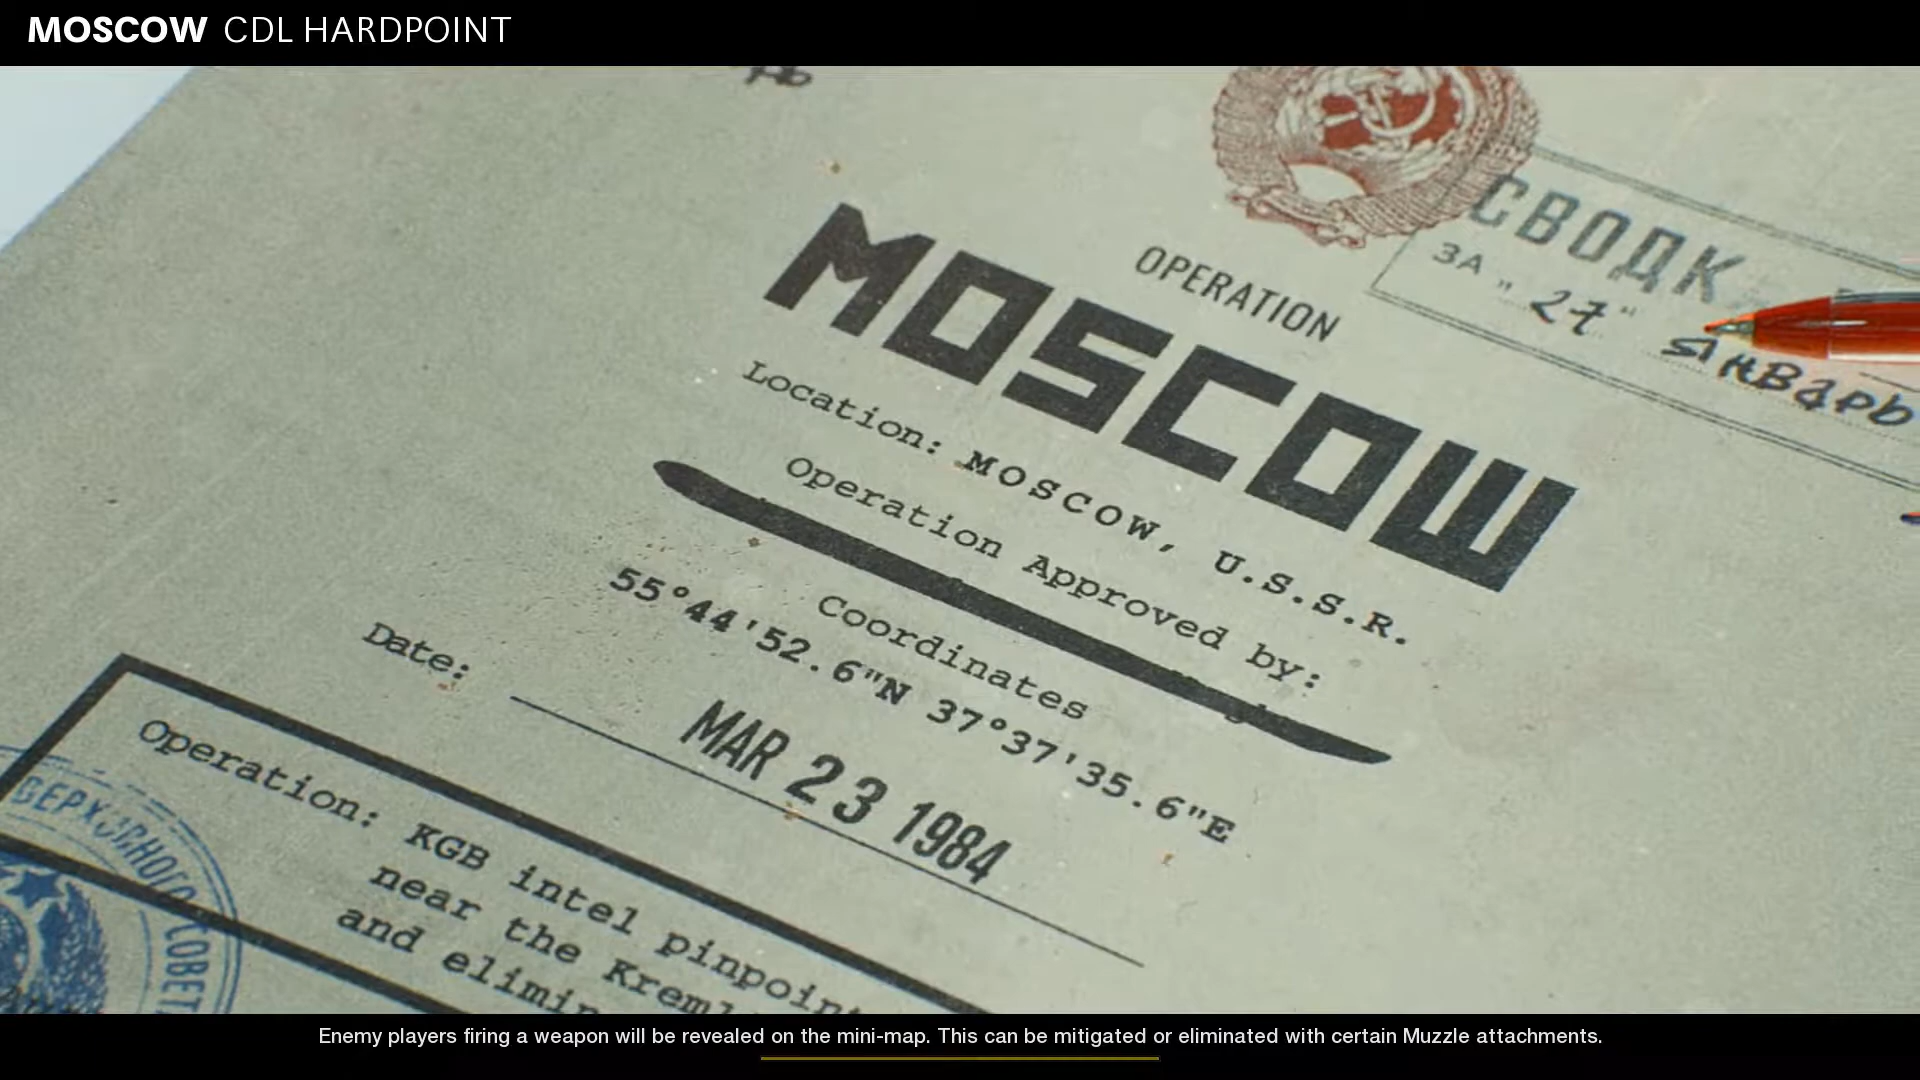 MOSCOW CDL HARDPOINT
СВОДК
ЗА " 27 " январь
OPERATION
MOSCOW
Location: MOSCOW, U.S.S.R.
Operation Approved by:
Coordinates
55°44'52.6"N 37°37'35.6"E
Date: MAR 23 1984
Operation: KGB intel pinpoint
near the Kreml
and elimin
ВЕРХОВНОГО СОВЕТ
Enemy players firing a weapon will be revealed on the mini-map. This can be mitigated or eliminated with certain Muzzle attachments.